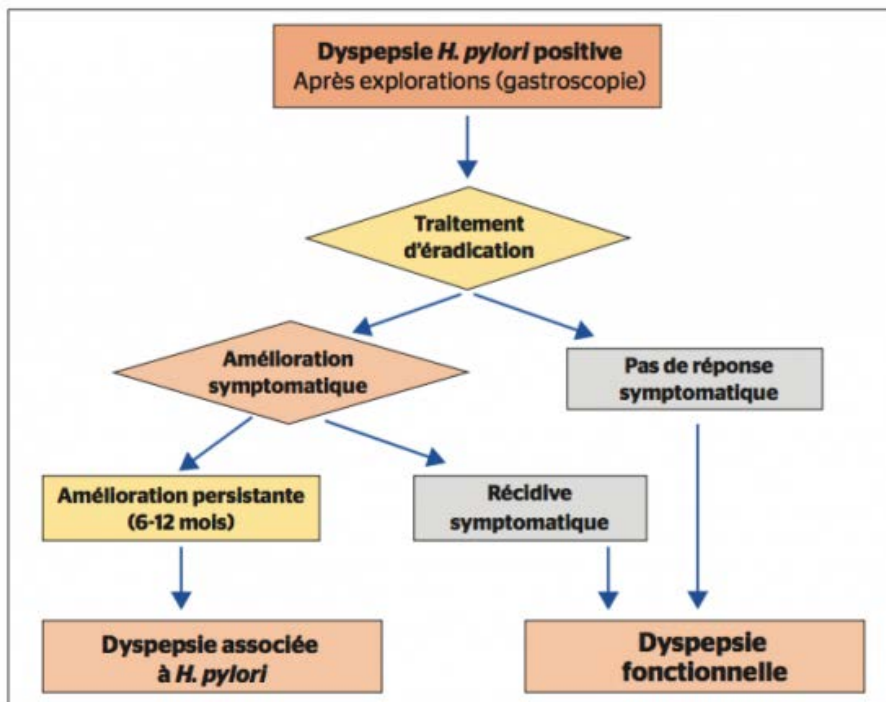 Dyspepsie H. pylori positive
Après explorations (gastroscopie)
Traitement
d'éradication
Amélioration
symptomatique
Pas de réponse
symptomatique
Amélioration persistante
(6-12 mois)
Récidive
symptomatique
Dyspepsie associée
à H. pylori
Dyspepsie
fonctionnelle